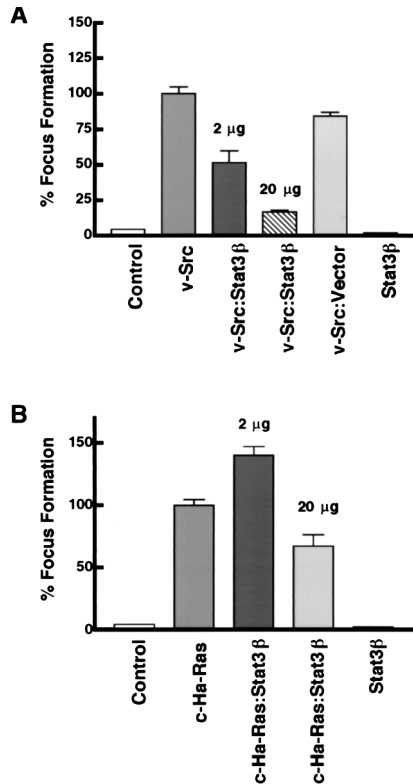 A
% Focus Formation
150
125
100
75
50
25
0
2 µg
20 µg
Control
v-Src
v-Src:Stat3β
v-Src:Stat3β
v-Src:Vector
Stat3β
B
% Focus Formation
150
100
50
0
2 µg
20 µg
Control
c-Ha-Ras
c-Ha-Ras:Stat3β
c-Ha-Ras:Stat3β
Stat3β